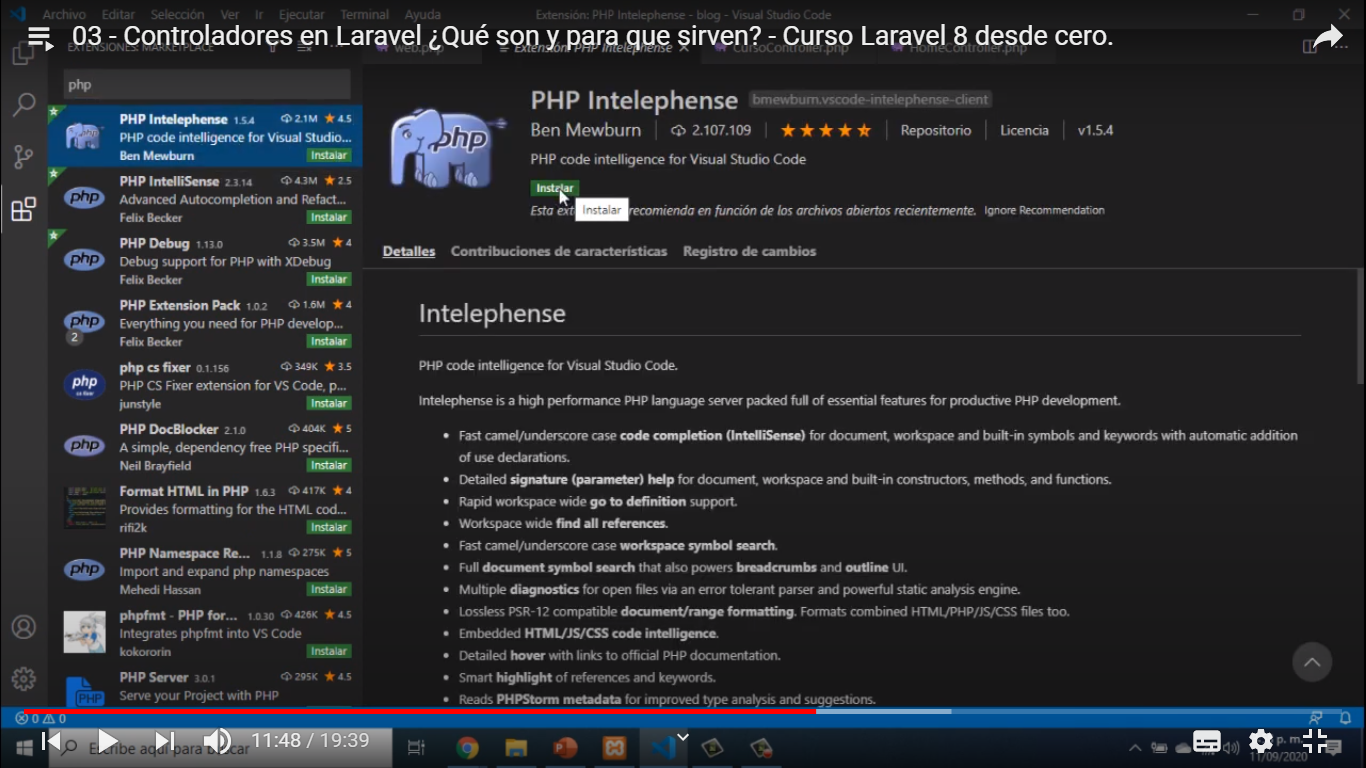 Archivo Editar Selección Ver Ir Ejecutar Terminal Ayuda
Extensión: PHP Intelephense - blog - Visual Studio Code
03 - Controladores en Laravel ¿Qué son y para que sirven? - Curso Laravel 8 desde cero.
EXTENSIONES: MARKETPLACE
web.php
Extensión: PHP Intelephense
CursoController.php
HomeController.php
php
PHP Intelephense 1.5.4 2.1M 4.5
PHP code intelligence for Visual Studio...
Ben Mewburn
Instalar
PHP IntelliSense 2.3.14 4.3M 2.5
Advanced Autocompletion and Refact...
Felix Becker
Instalar
PHP Debug 1.13.0 3.5M 4
Debug support for PHP with XDebug
Felix Becker
Instalar
PHP Extension Pack 1.0.2 1.6M 4
Everything you need for PHP develop...
2
Felix Becker
Instalar
php cs fixer 0.1.156 349K 3.5
PHP CS Fixer extension for VS Code, p...
junstyle
Instalar
PHP DocBlocker 2.1.0 404K 5
A simple, dependency free PHP specifi...
Neil Brayfield
Instalar
Format HTML in PHP 1.6.3 417K 4
Provides formatting for the HTML cod...
rifi2k
Instalar
PHP Namespace Re... 1.1.8 275K 5
Import and expand php namespaces
Mehedi Hassan
Instalar
phpfmt - PHP for... 1.0.30 426K 4.5
Integrates phpfmt into VS Code
kokororin
Instalar
PHP Server 3.0.1 295K 4.5
Serve your Project with PHP
php
PHP Intelephense bmewburn.vscode-intelephense-client
Ben Mewburn 2.107.109 Repositorio Licencia v1.5.4
PHP code intelligence for Visual Studio Code
Instalar
Instalar
Esta ext recomienda en función de los archivos abiertos recientemente. Ignore Recommendation
Detalles Contribuciones de características Registro de cambios
Intelephense
PHP code intelligence for Visual Studio Code.
Intelephense is a high performance PHP language server packed full of essential features for productive PHP development.
• Fast camel/underscore case code completion (IntelliSense) for document, workspace and built-in symbols and keywords with automatic addition
of use declarations.
• Detailed signature (parameter) help for document, workspace and built-in constructors, methods, and functions.
• Rapid workspace wide go to definition support.
• Workspace wide find all references.
• Fast camel/underscore case workspace symbol search.
• Full document symbol search that also powers breadcrumbs and outline UI.
• Multiple diagnostics for open files via an error tolerant parser and powerful static analysis engine.
• Lossless PSR-12 compatible document/range formatting. Formats combined HTML/PHP/JS/CSS files too.
• Embedded HTML/JS/CSS code intelligence.
• Detailed hover with links to official PHP documentation.
• Smart highlight of references and keywords.
• Reads PHPStorm metadata for improved type analysis and suggestions.
0 0
Escribe aquí para buscar
11:48 / 19:39
p. m.
11/09/2020